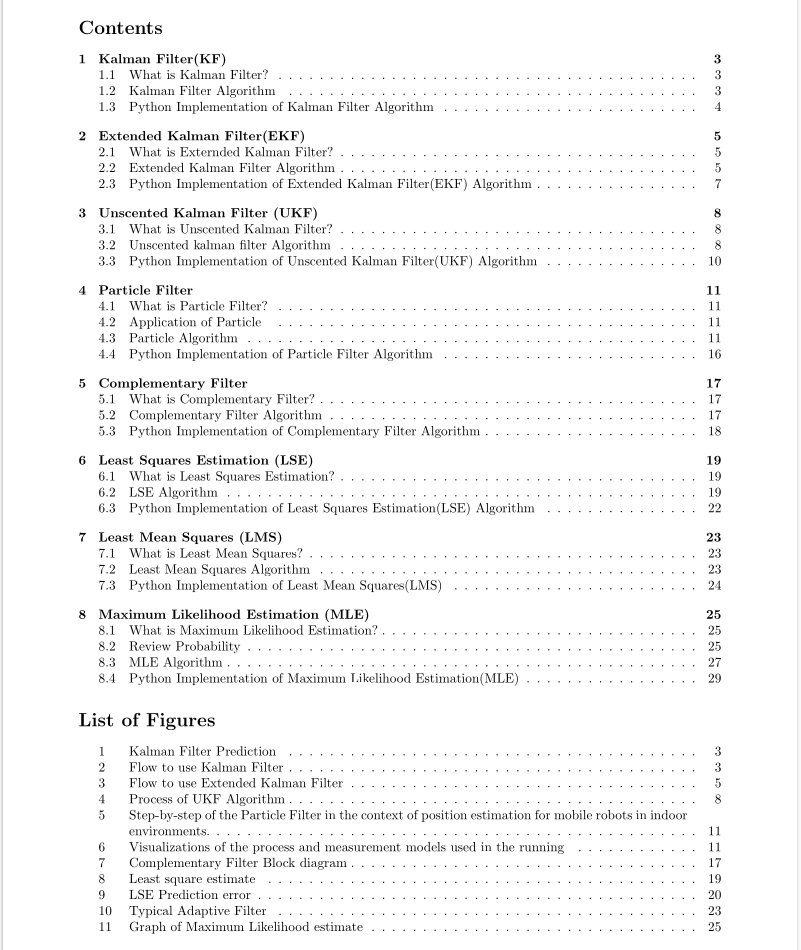 Contents
1 Kalman Filter(KF) 3
1.1 What is Kalman Filter? . . . . . . . . . . . . . . . . . . . . 3
1.2 Kalman Filter Algorithm . . . . . . . . . . . . . . . . . . . . 3
1.3 Python Implementation of Kalman Filter Algorithm . . . . . . . . . . . . . . . . . . . . 4
2 Extended Kalman Filter(EKF) 5
2.1 What is Externded Kalman Filter? . . . . . . . . . . . . . . . . . . . . 5
2.2 Extended Kalman Filter Algorithm . . . . . . . . . . . . . . . . . . . . 5
2.3 Python Implementation of Extended Kalman Filter(EKF) Algorithm . . . . . . . . . . . . . 7
3 Unscented Kalman Filter (UKF) 8
3.1 What is Unscented Kalman Filter? . . . . . . . . . . . . . . . . . . . . 8
3.2 Unscented kalman filter Algorithm . . . . . . . . . . . . . . . . . . . . 8
3.3 Python Implementation of Unscented Kalman Filter(UKF) Algorithm . . . . . . . . . . . . 10
4 Particle Filter 11
4.1 What is Particle Filter? . . . . . . . . . . . . . . . . . . . . 11
4.2 Application of Particle . . . . . . . . . . . . . . . . . . . . 11
4.3 Particle Algorithm . . . . . . . . . . . . . . . . . . . . 11
4.4 Python Implementation of Particle Filter Algorithm . . . . . . . . . . . . . . . . . . . . 16
5 Complementary Filter 17
5.1 What is Complementary Filter? . . . . . . . . . . . . . . . . . . . . 17
5.2 Complementary Filter Algorithm . . . . . . . . . . . . . . . . . . . . 17
5.3 Python Implementation of Complementary Filter Algorithm . . . . . . . . . . . . . . . . . 18
6 Least Squares Estimation (LSE) 19
6.1 What is Least Squares Estimation? . . . . . . . . . . . . . . . . . . . . 19
6.2 LSE Algorithm . . . . . . . . . . . . . . . . . . . . 19
6.3 Python Implementation of Least Squares Estimation(LSE) Algorithm . . . . . . . . . . . . 22
7 Least Mean Squares (LMS) 23
7.1 What is Least Mean Squares? . . . . . . . . . . . . . . . . . . . . 23
7.2 Least Mean Squares Algorithm . . . . . . . . . . . . . . . . . . . . 23
7.3 Python Implementation of Least Mean Squares(LMS) . . . . . . . . . . . . . . . . . . . 24
8 Maximum Likelihood Estimation (MLE) 25
8.1 What is Maximum Likelihood Estimation? . . . . . . . . . . . . . . . . . . . . 25
8.2 Review Probability . . . . . . . . . . . . . . . . . . . . 25
8.3 MLE Algorithm . . . . . . . . . . . . . . . . . . . . 27
8.4 Python Implementation of Maximum Likelihood Estimation(MLE) . . . . . . . . . . . . . . 29
List of Figures
1 Kalman Filter Prediction . . . . . . . . . . . . . . . . . . . . 3
2 Flow to use Kalman Filter . . . . . . . . . . . . . . . . . . . . 3
3 Flow to use Extended Kalman Filter . . . . . . . . . . . . . . . . . . . . 5
4 Process of UKF Algorithm . . . . . . . . . . . . . . . . . . . . 8
5 Step-by-step of the Particle Filter in the context of position estimation for mobile robots in indoor
environments. . . . . . . . . . . . . . . . . . . . . 11
6 Visualizations of the process and measurement models used in the running . . . . . . . . . . 11
7 Complementary Filter Block diagram . . . . . . . . . . . . . . . . . . . . 17
8 Least square estimate . . . . . . . . . . . . . . . . . . . . 19
9 LSE Prediction error . . . . . . . . . . . . . . . . . . . . 20
10 Typical Adaptive Filter . . . . . . . . . . . . . . . . . . . . 23
11 Graph of Maximum Likelihood estimate . . . . . . . . . . . . . . . . . . . . 25